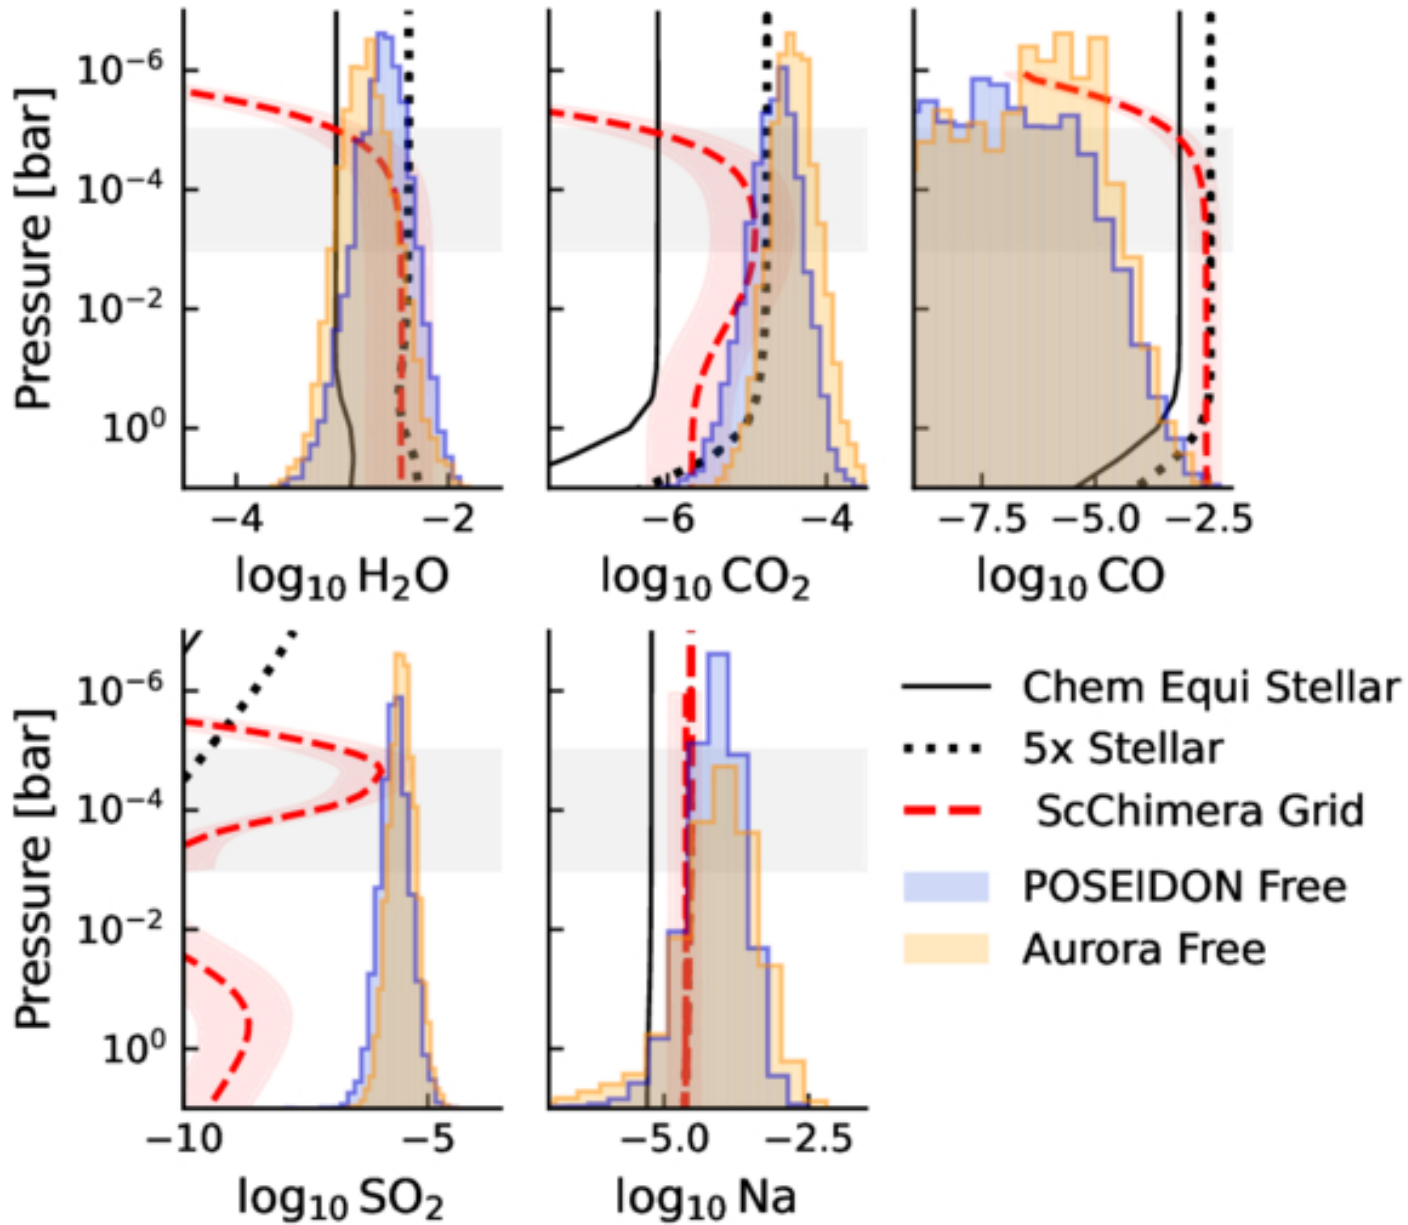 Pressure [bar]
10⁻⁶
10⁻⁴
10⁻²
10⁰
−4 −2
log₁₀ H₂O
−6 −4
log₁₀ CO₂
−7.5 −5.0 −2.5
log₁₀ CO
Pressure [bar]
10⁻⁶
10⁻⁴
10⁻²
10⁰
−10 −5
log₁₀ SO₂
−5.0 −2.5
log₁₀ Na
Chem Equi Stellar
5x Stellar
ScChimera Grid
POSEIDON Free
Aurora Free